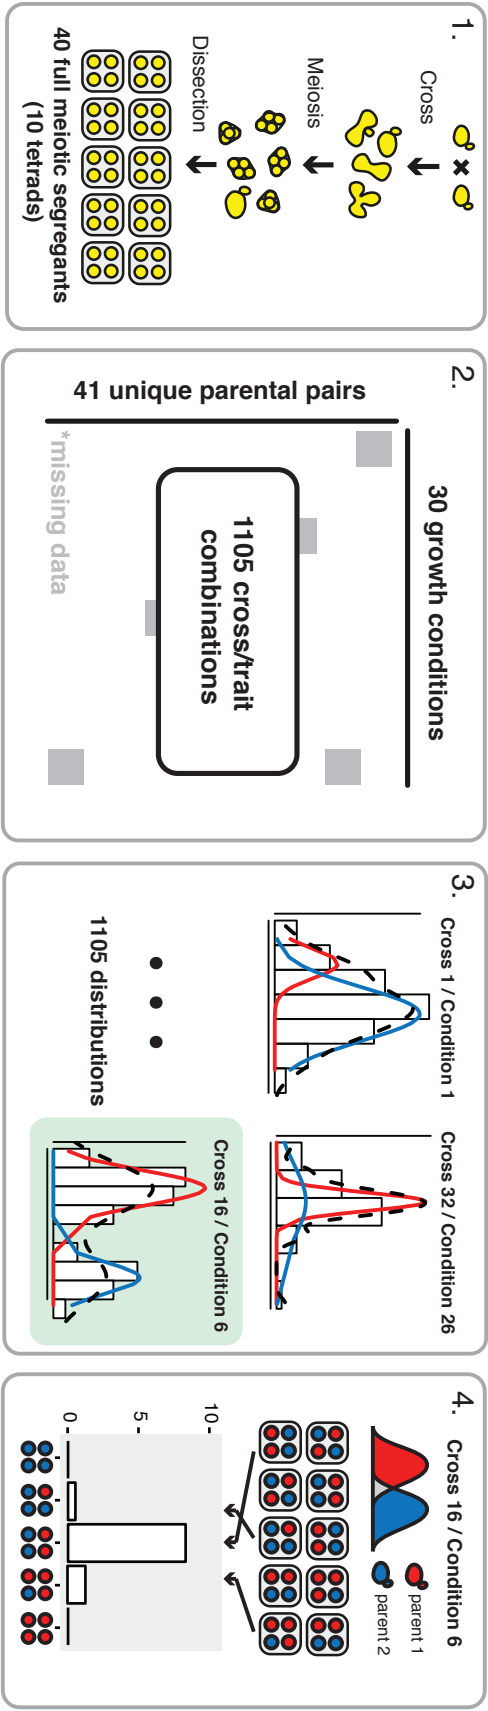 1.
Cross
Meiosis
Dissection
40 full meiotic segregants
(10 tetrads)
2.
30 growth conditions
41 unique parental pairs
1105 cross/trait
combinations
*missing data
3.
Cross 1 / Condition 1
Cross 32 / Condition 26
1105 distributions
Cross 16 / Condition 6
4.
Cross 16 / Condition 6
parent 1
parent 2
10
5
0